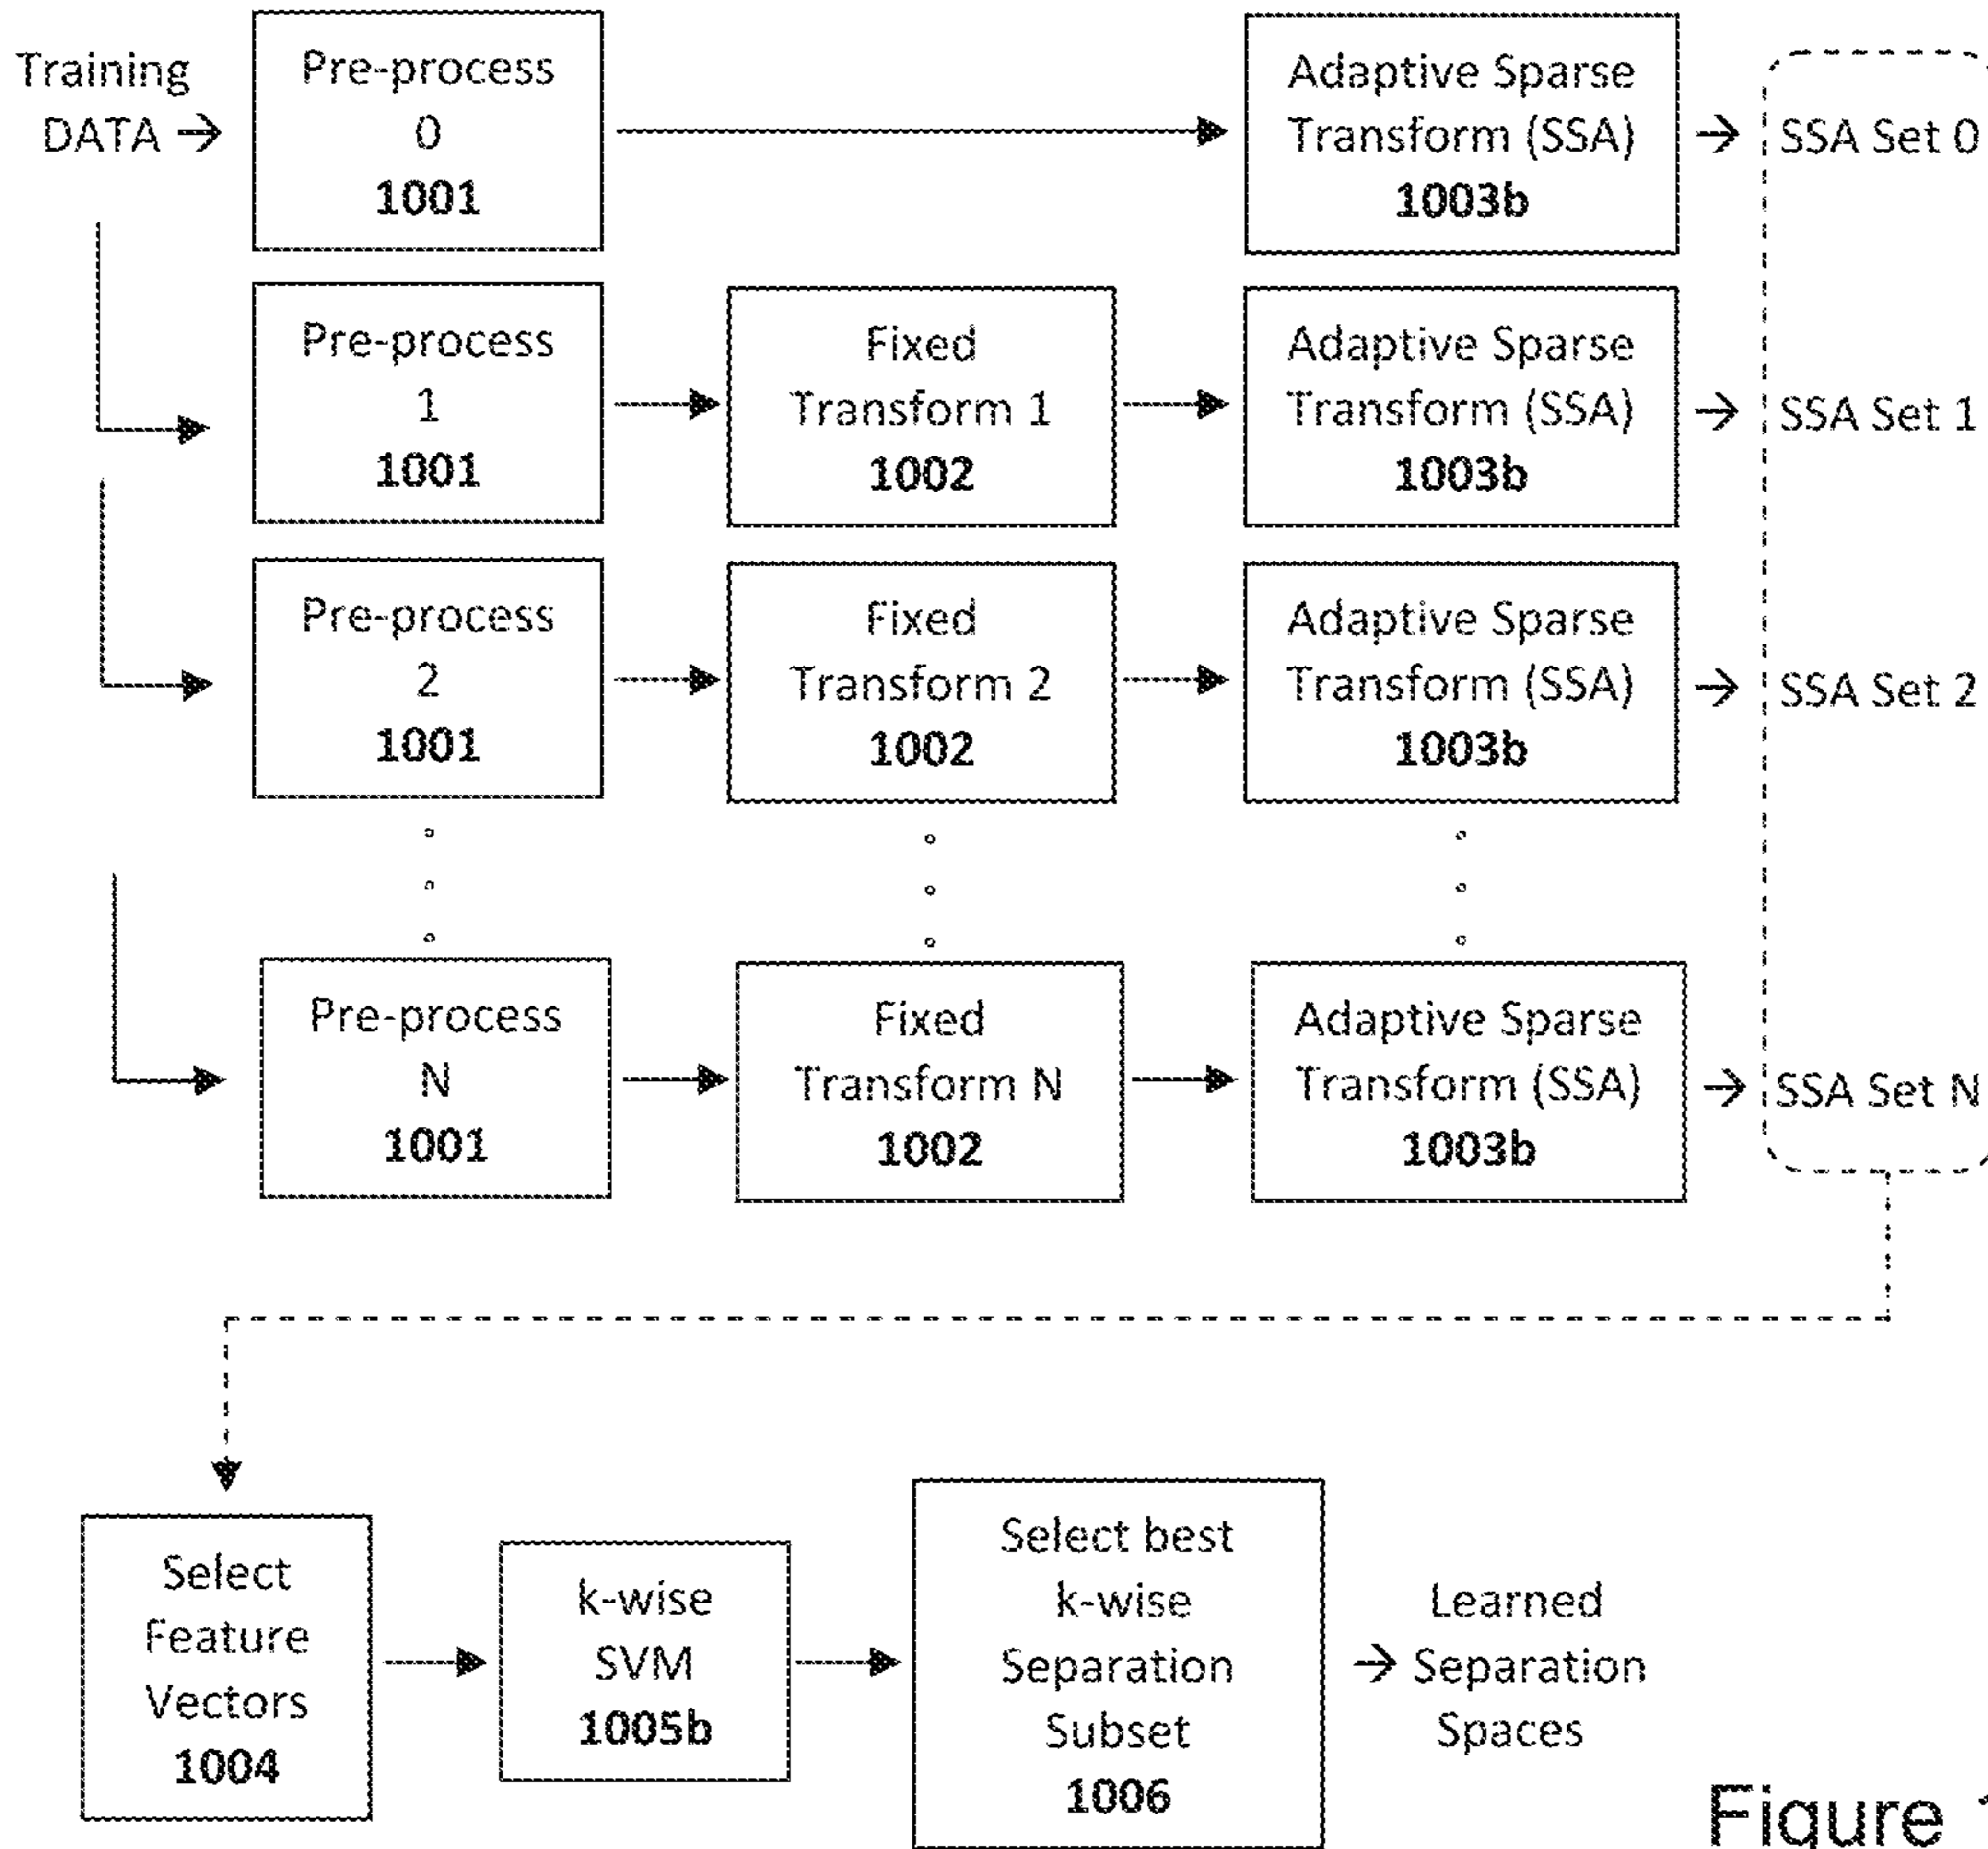 Training
DATA →
Pre-process
0
1001
Adaptive Sparse
Transform (SSA)
1003b
→ SSA Set 0
Pre-process
1
1001
Fixed
Transform 1
1002
Adaptive Sparse
Transform (SSA)
1003b
→ SSA Set 1
Pre-process
2
1001
Fixed
Transform 2
1002
Adaptive Sparse
Transform (SSA)
1003b
→ SSA Set 2
Pre-process
N
1001
Fixed
Transform N
1002
Adaptive Sparse
Transform (SSA)
1003b
→ SSA Set N
Select
Feature
Vectors
1004
k-wise
SVM
1005b
Select best
k-wise
Separation
Subset
1006
Learned
→ Separation
Spaces
Figure